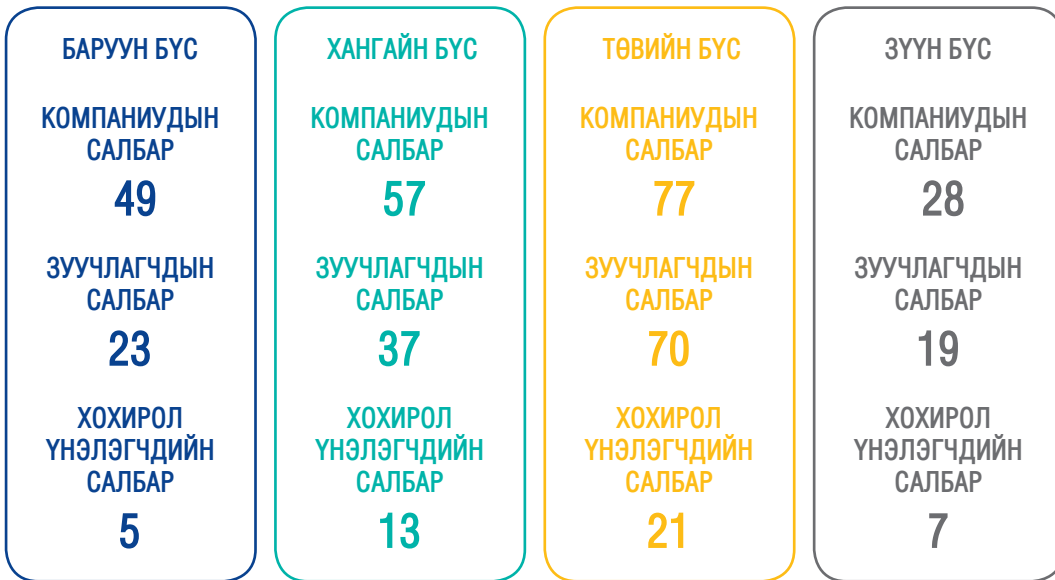 БАРУУН БҮС
КОМПАНИУДЫН
САЛБАР
49
ЗУУЧЛАГЧДЫН
САЛБАР
23
ХОХИРОЛ
ҮНЭЛЭГЧДИЙН
САЛБАР
5
ХАНГАЙН БҮС
КОМПАНИУДЫН
САЛБАР
57
ЗУУЧЛАГЧДЫН
САЛБАР
37
ХОХИРОЛ
ҮНЭЛЭГЧДИЙН
САЛБАР
13
ТӨВИЙН БҮС
КОМПАНИУДЫН
САЛБАР
77
ЗУУЧЛАГЧДЫН
САЛБАР
70
ХОХИРОЛ
ҮНЭЛЭГЧДИЙН
САЛБАР
21
ЗҮҮН БҮС
КОМПАНИУДЫН
САЛБАР
28
ЗУУЧЛАГЧДЫН
САЛБАР
19
ХОХИРОЛ
ҮНЭЛЭГЧДИЙН
САЛБАР
7